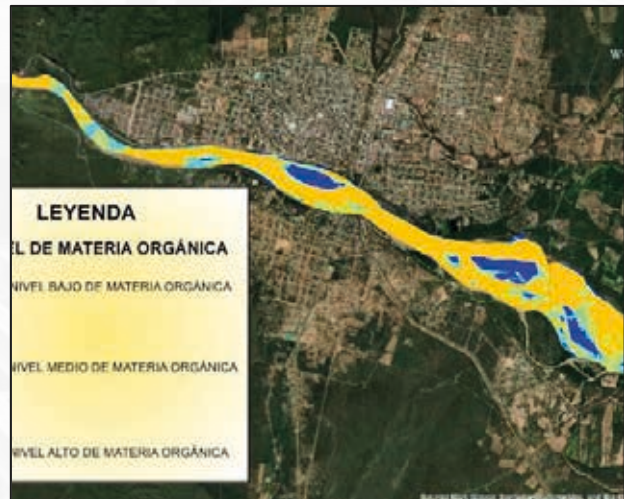 LEYENDA
EL DE MATERIA ORGÁNICA
NIVEL BAJO DE MATERIA ORGÁNICA
NIVEL MEDIO DE MATERIA ORGÁNICA
NIVEL ALTO DE MATERIA ORGÁNICA
W